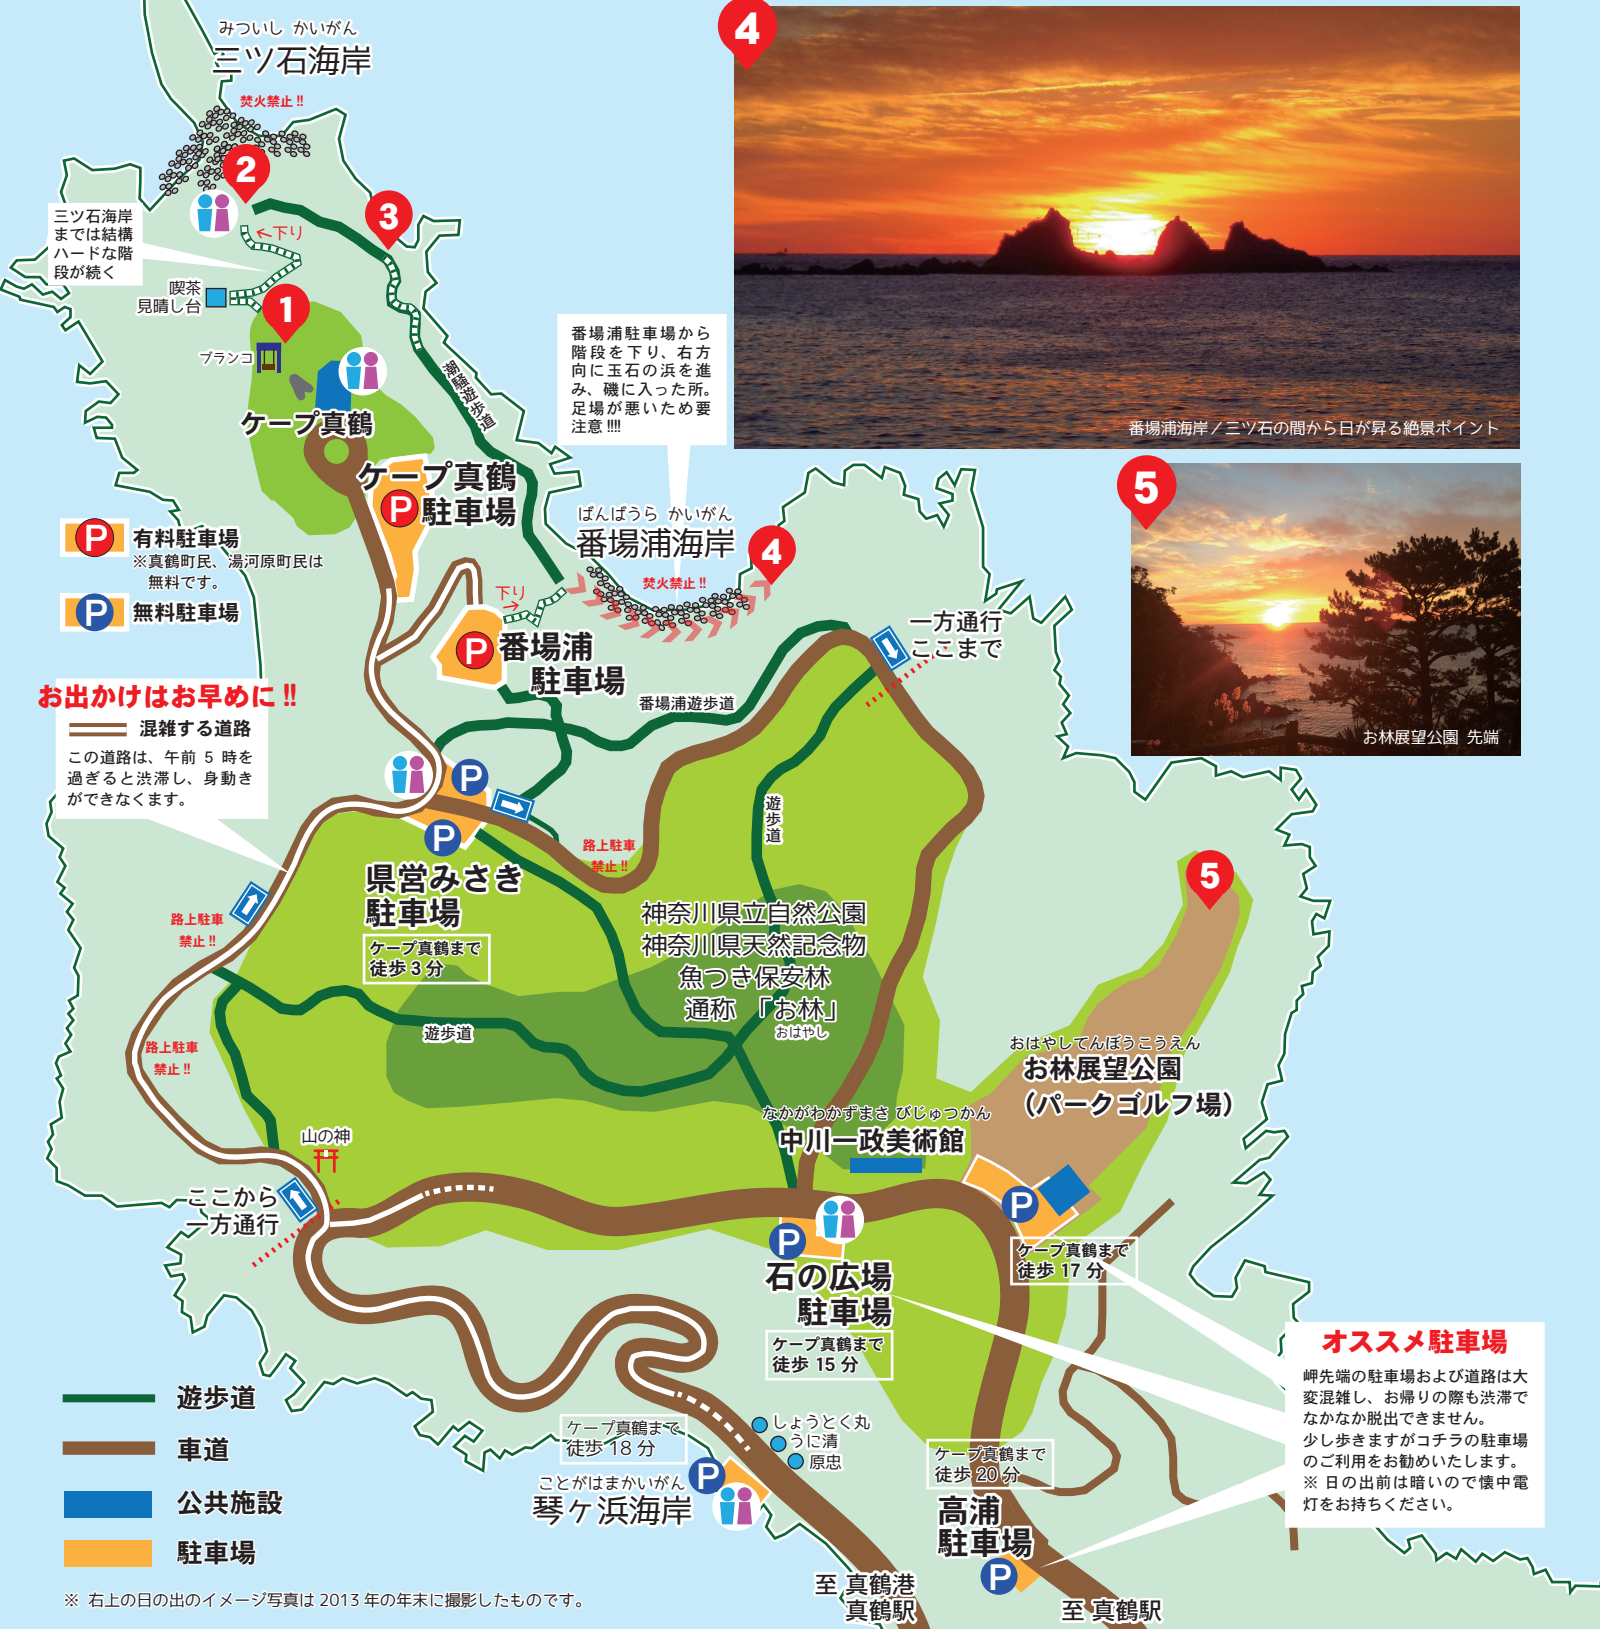 みついし かいがん
三ツ石海岸
焚火禁止!!
2
3
三ツ石海岸
までは結構
ハードな階
段が続く
←下り
喫茶
見晴し台
1
ブランコ
ケープ真鶴
潮騒遊歩道
ケープ真鶴
P 駐車場
P 有料駐車場
※真鶴町民、湯河原町民は
無料です。
P 無料駐車場
4
番場浦海岸／三ツ石の間から日が昇る絶景ポイント
番場浦駐車場から
階段を下り、右方
向に玉石の浜を進
み、磯に入った所。
足場が悪いため要
注意!!!!
ばんばうら かいがん
番場浦海岸
焚火禁止!!
4
5
お林展望公園 先端
下り
→
P 番場浦
駐車場
一方通行
ここまで
番場浦遊歩道
お出かけはお早めに!!
混雑する道路
この道路は、午前 5 時を
過ぎると渋滞し、身動き
ができなくます。
P
P
県営みさき
駐車場
ケープ真鶴まで
徒歩 3 分
路上駐車
禁止!!
遊歩道
路上駐車
禁止!!
路上駐車
禁止!!
神奈川県立自然公園
神奈川県天然記念物
魚つき保安林
通称 「お林」
おはやし
遊歩道
5
おはやしてんぼうこうえん
お林展望公園
（パークゴルフ場）
なかがわかずまさ びじゅつかん
中川一政美術館
山の神
ここから
一方通行
P
ケープ真鶴まで
徒歩 17 分
P
石の広場
駐車場
ケープ真鶴まで
徒歩 15 分
オススメ駐車場
岬先端の駐車場および道路は大
変混雑し、お帰りの際も渋滞で
なかなか脱出できません。
少し歩きますがコチラの駐車場
のご利用をお勧めいたします。
※ 日の出前は暗いので懐中電
灯をお持ちください。
しょうとく丸
うに清
原忠
ケープ真鶴まで
徒歩 18 分
P
ことがはまかいがん
琴ヶ浜海岸
ケープ真鶴まで
徒歩 20 分
高浦
駐車場
P
至 真鶴港
真鶴駅
至 真鶴駅
遊歩道
車道
公共施設
駐車場
※ 右上の日の出のイメージ写真は 2013 年の年末に撮影したものです。